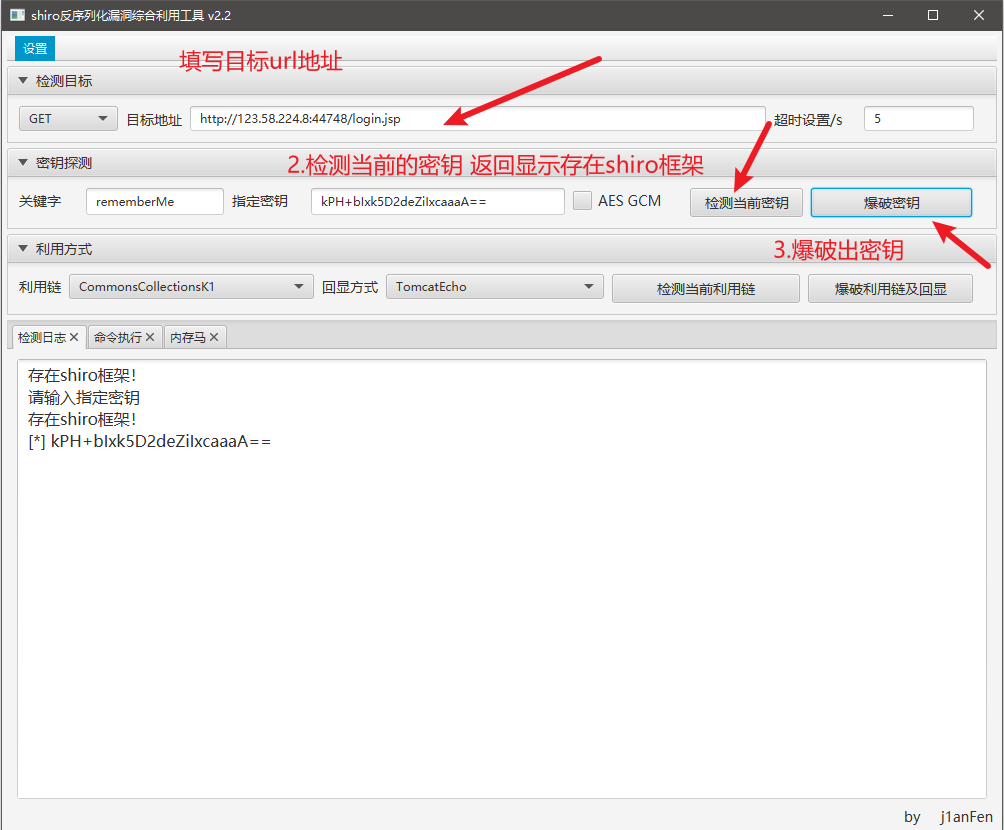 shiro反序列化漏洞综合利用工具 v2.2
设置
填写目标url地址
检测目标
GET 目标地址 http://123.58.224.8:44748/login.jsp 超时设置/s 5
密钥探测
2.检测当前的密钥 返回显示存在shiro框架
关键字 rememberMe 指定密钥 kPH+bIxk5D2deZiIxcaaaA== AES GCM 检测当前密钥 爆破密钥
利用方式
3.爆破出密钥
利用链 CommonsCollectionsK1 回显方式 TomcatEcho 检测当前利用链 爆破利用链及回显
检测日志 命令执行 内存马
存在shiro框架！
请输入指定密钥
存在shiro框架！
[*] kPH+bIxk5D2deZiIxcaaaA==
by j1anFen